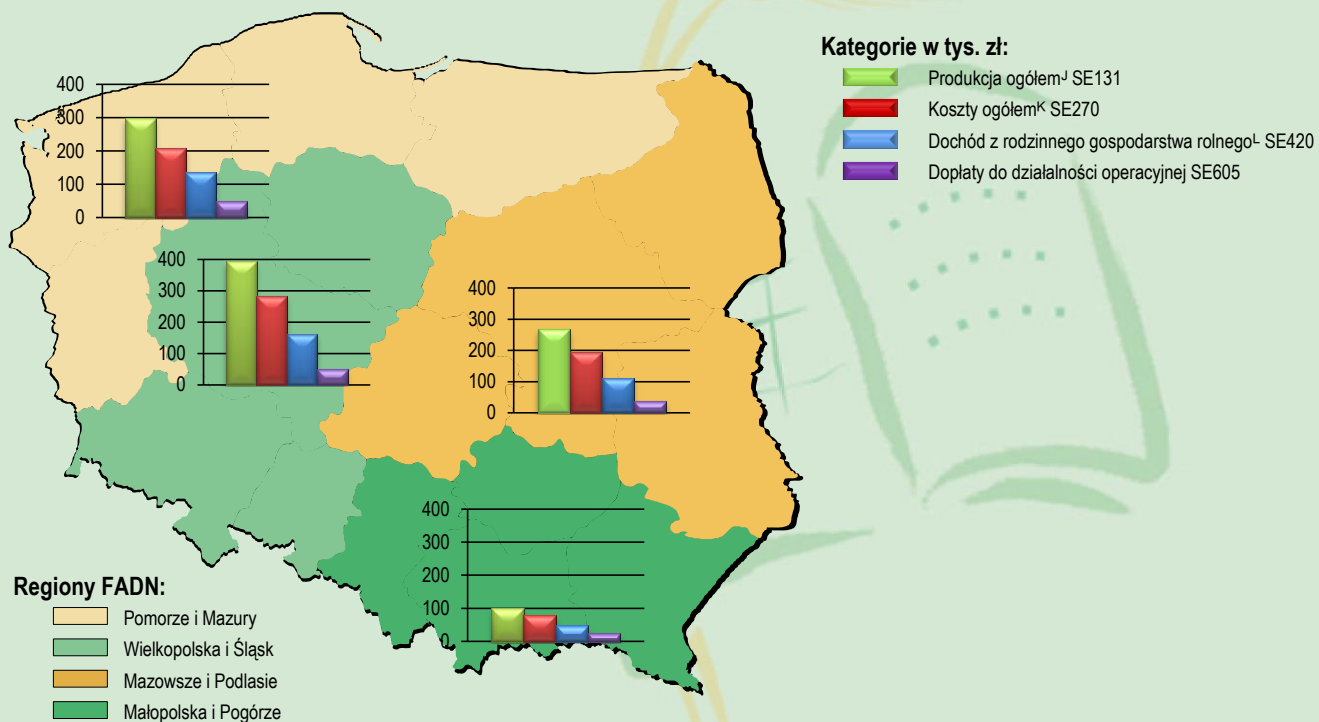 Kategorie w tys. zł:
Produkcja ogółemᴶ SE131
Koszty ogółemᴷ SE270
Dochód z rodzinnego gospodarstwa rolnegoᴸ SE420
Dopłaty do działalności operacyjnej SE605
400
300
200
100
0
400
300
200
100
0
400
300
200
100
0
400
300
200
100
0
Regiony FADN:
Pomorze i Mazury
Wielkopolska i Śląsk
Mazowsze i Podlasie
Małopolska i Pogórze